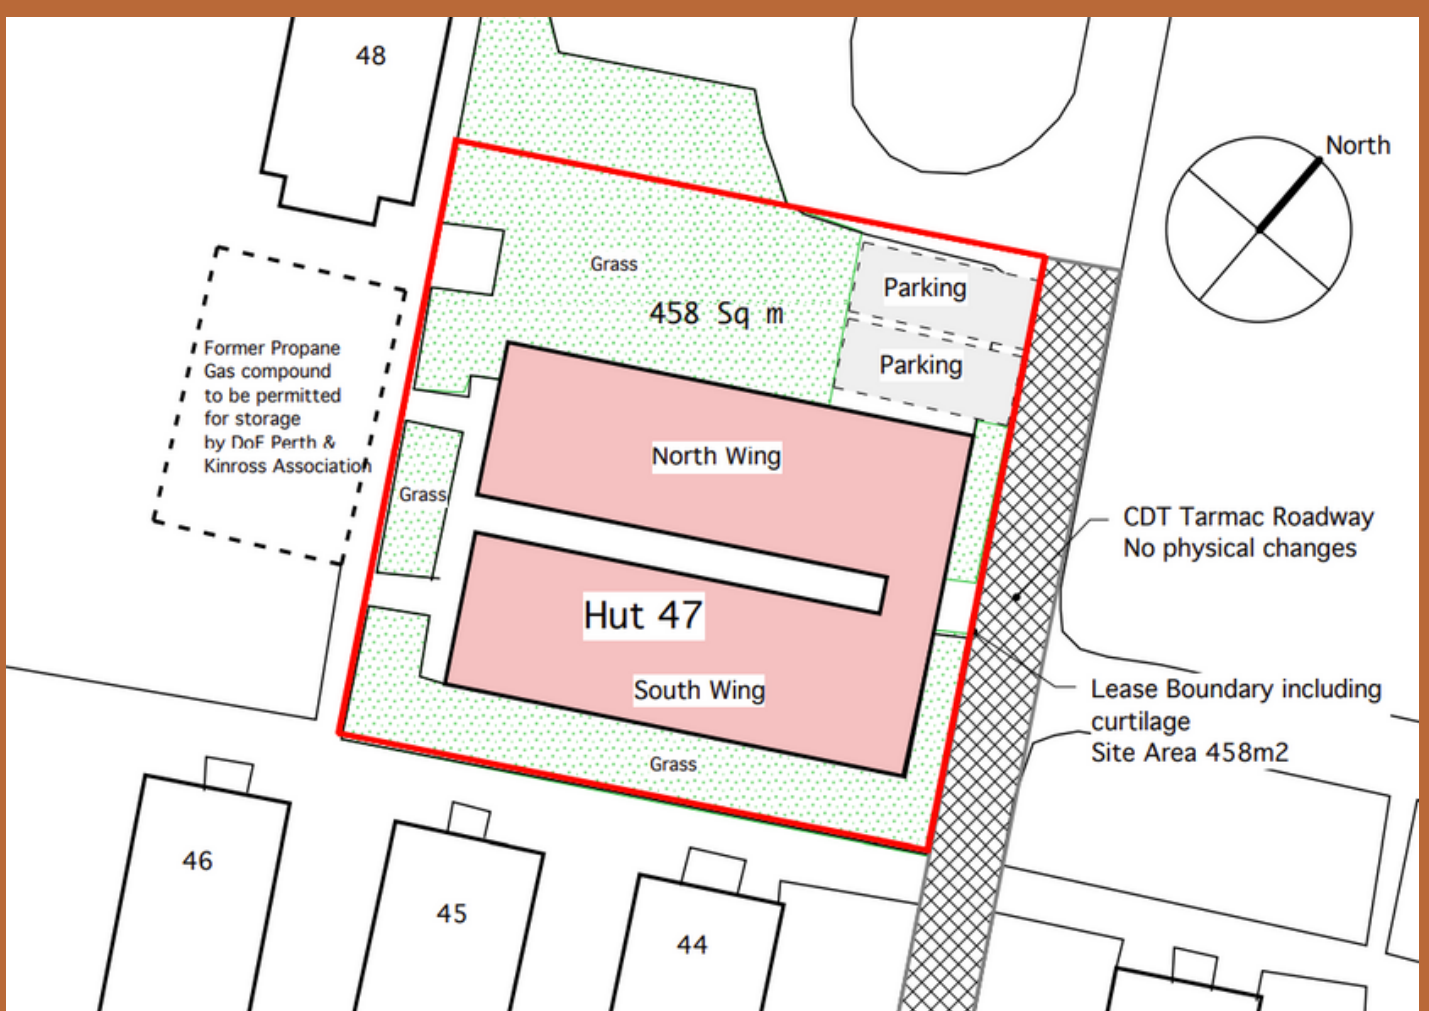 48
North
Grass
Parking
458 Sq m
Former Propane
Gas compound
to be permitted
for storage
by DoE Perth &
Kinross Association
Parking
North Wing
Grass
CDT Tarmac Roadway
No physical changes
Hut 47
South Wing
Lease Boundary including
curtilage
Site Area 458m2
Grass
46
45
44